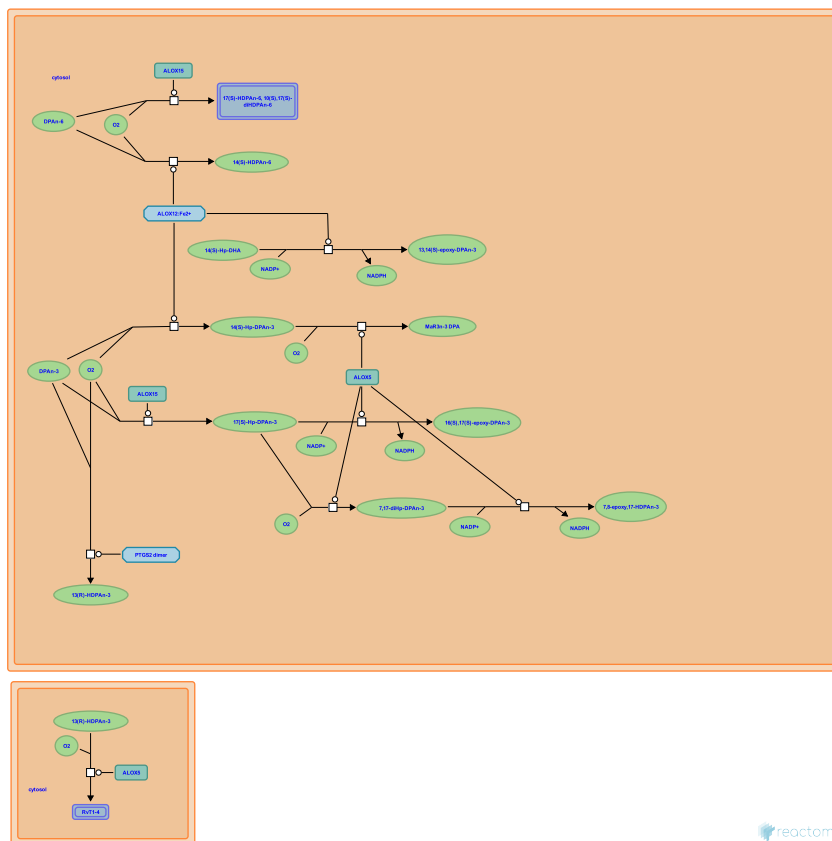 ALOX15
cytosol
17(S)-HDPAn-6, 10(S),17(S)-
diHDPAn-6
DPAn-6
O2
14(S)-HDPAn-6
ALOX12:Fe2+
14(S)-Hp-DHA
13,14(S)-epoxy-DPAn-3
NADP+
NADPH
14(S)-Hp-DPAn-3
MaR3n-3 DPA
O2
DPAn-3
O2
ALOX5
ALOX15
17(S)-Hp-DPAn-3
16(S),17(S)-epoxy-DPAn-3
NADP+
NADPH
7,17-diHp-DPAn-3
7,8-epoxy,17-HDPAn-3
O2
NADP+
NADPH
PTGS2 dimer
13(R)-HDPAn-3
13(R)-HDPAn-3
O2
ALOX5
cytosol
RvT1-4
reactom